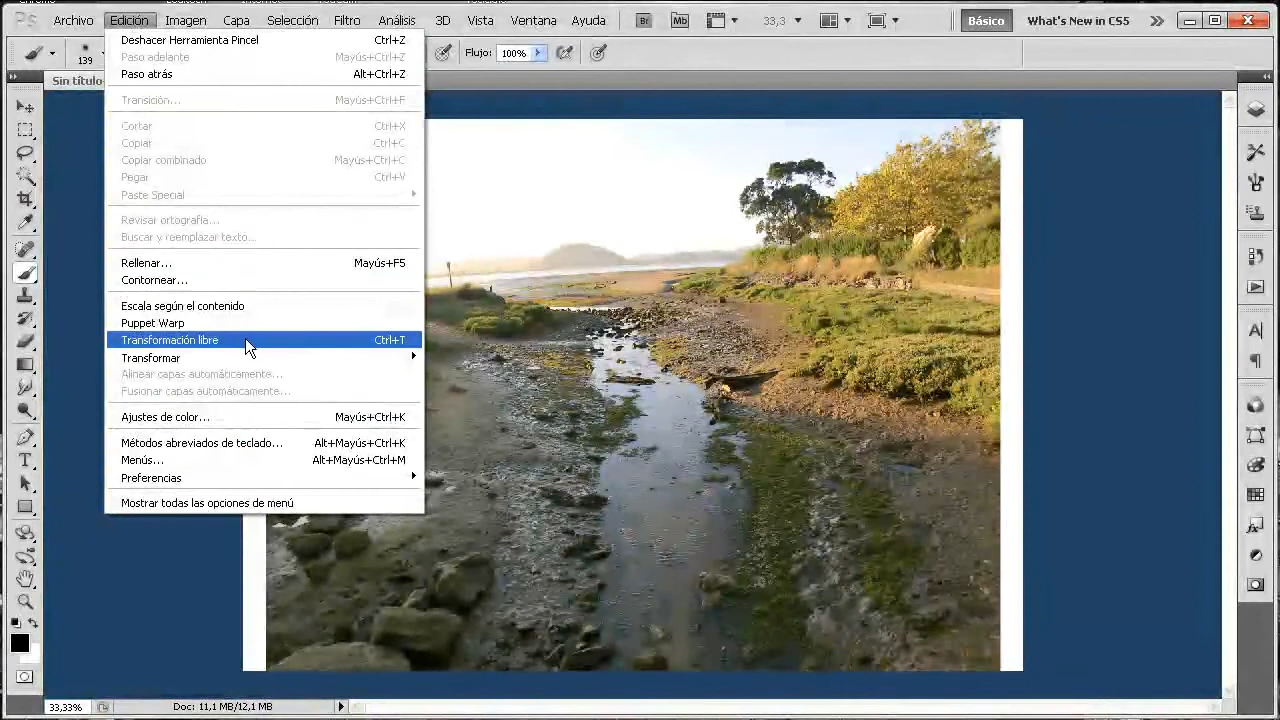 Ps Archivo Edición Imagen Capa Selección Filtro Análisis 3D Vista Ventana Ayuda Br Mb 33,3 Básico What's New in CS5
139 Flujo: 100%
Sin título
Deshacer Herramienta Pincel Ctrl+Z
Paso adelante Mayús+Ctrl+Z
Paso atrás Alt+Ctrl+Z
Transición... Mayús+Ctrl+F
Cortar Ctrl+X
Copiar Ctrl+C
Copiar combinado Mayús+Ctrl+C
Pegar Ctrl+V
Paste Special
Revisar ortografía...
Buscar y reemplazar texto...
Rellenar... Mayús+F5
Contornear...
Escala según el contenido
Puppet Warp
Transformación libre Ctrl+T
Transformar
Alinear capas automáticamente...
Fusionar capas automáticamente...
Ajustes de color... Mayús+Ctrl+K
Métodos abreviados de teclado... Alt+Mayús+Ctrl+K
Menús... Alt+Mayús+Ctrl+M
Preferencias
Mostrar todas las opciones de menú
33,33% Doc: 11,1 MB/12,1 MB